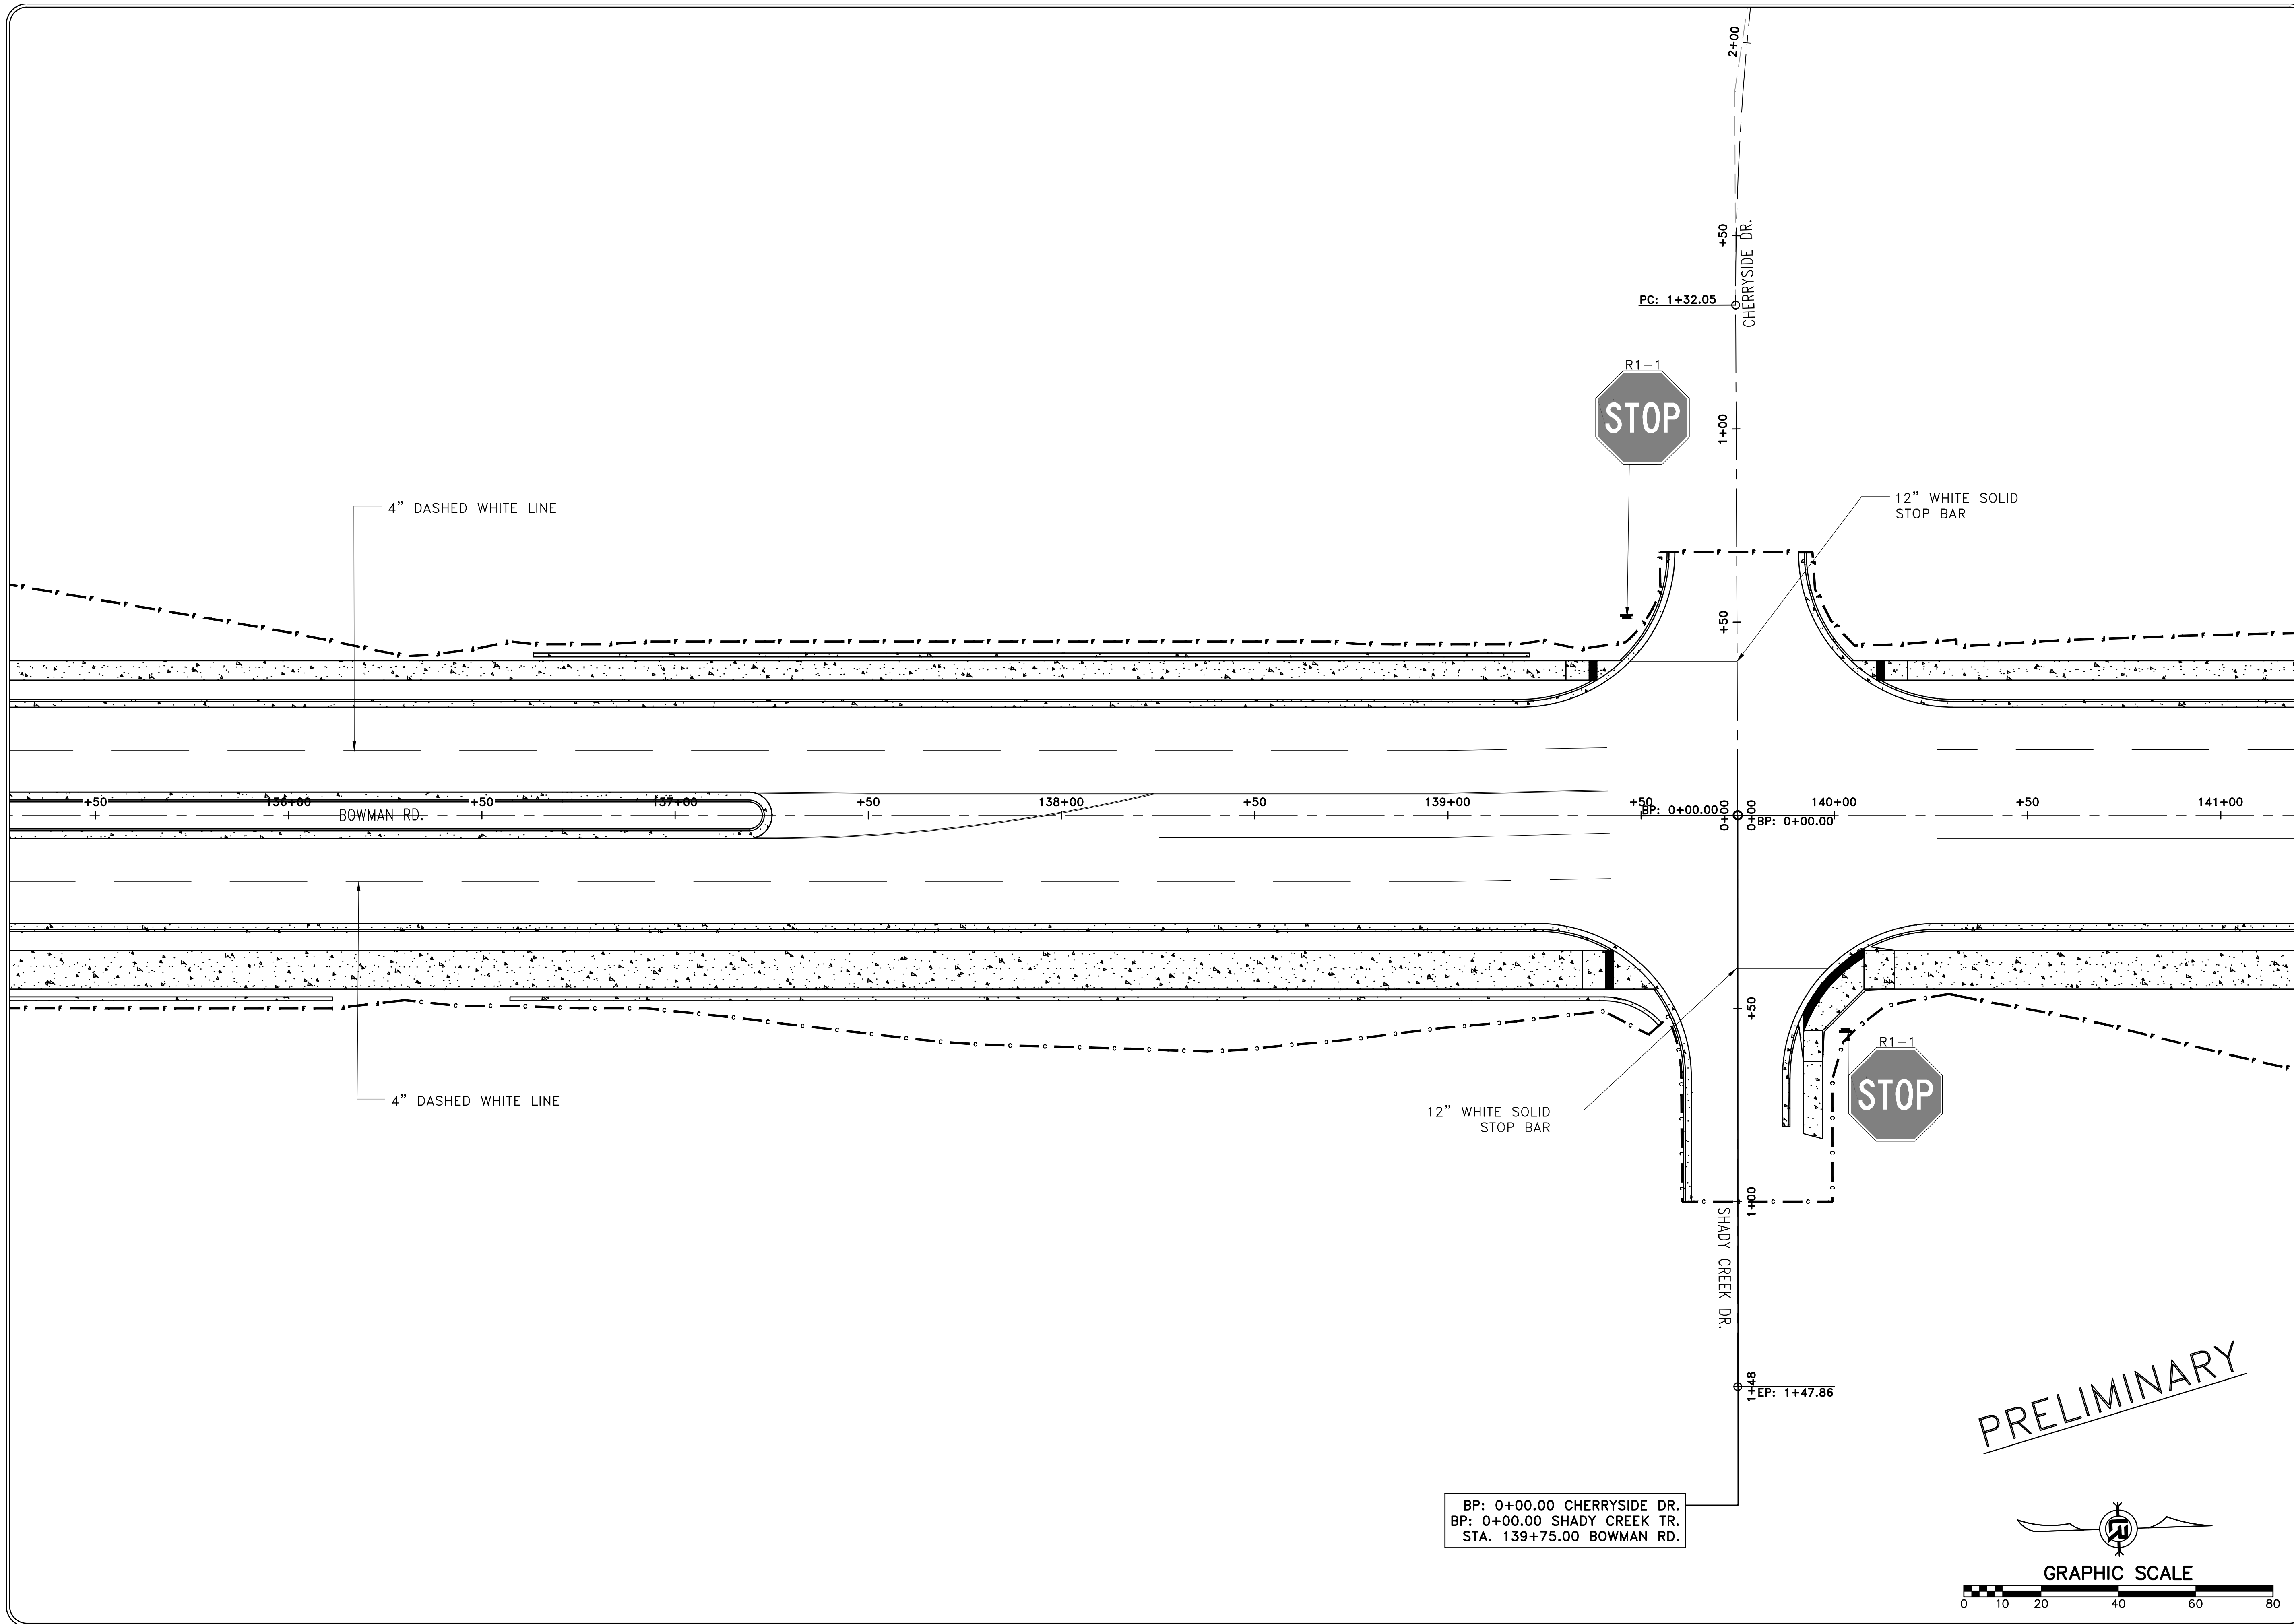 2+00
+50
CHERRYSIDE DR.
PC: 1+32.05
R1-1
STOP
1+00
4" DASHED WHITE LINE
12" WHITE SOLID
STOP BAR
+50
+50
136+00
+50
137+00
+50
138+00
+50
139+00
+50
140+00
+50
141+00
BOWMAN RD.
BP: 0+00.00
0+00
0+00
BP: 0+00.00
+50
R1-1
STOP
4" DASHED WHITE LINE
12" WHITE SOLID
STOP BAR
1+00
SHADY CREEK DR.
1+48
EP: 1+47.86
PRELIMINARY
BP: 0+00.00 CHERRYSIDE DR.
BP: 0+00.00 SHADY CREEK TR.
STA. 139+75.00 BOWMAN RD.
GRAPHIC SCALE
0 10 20 40 60 80